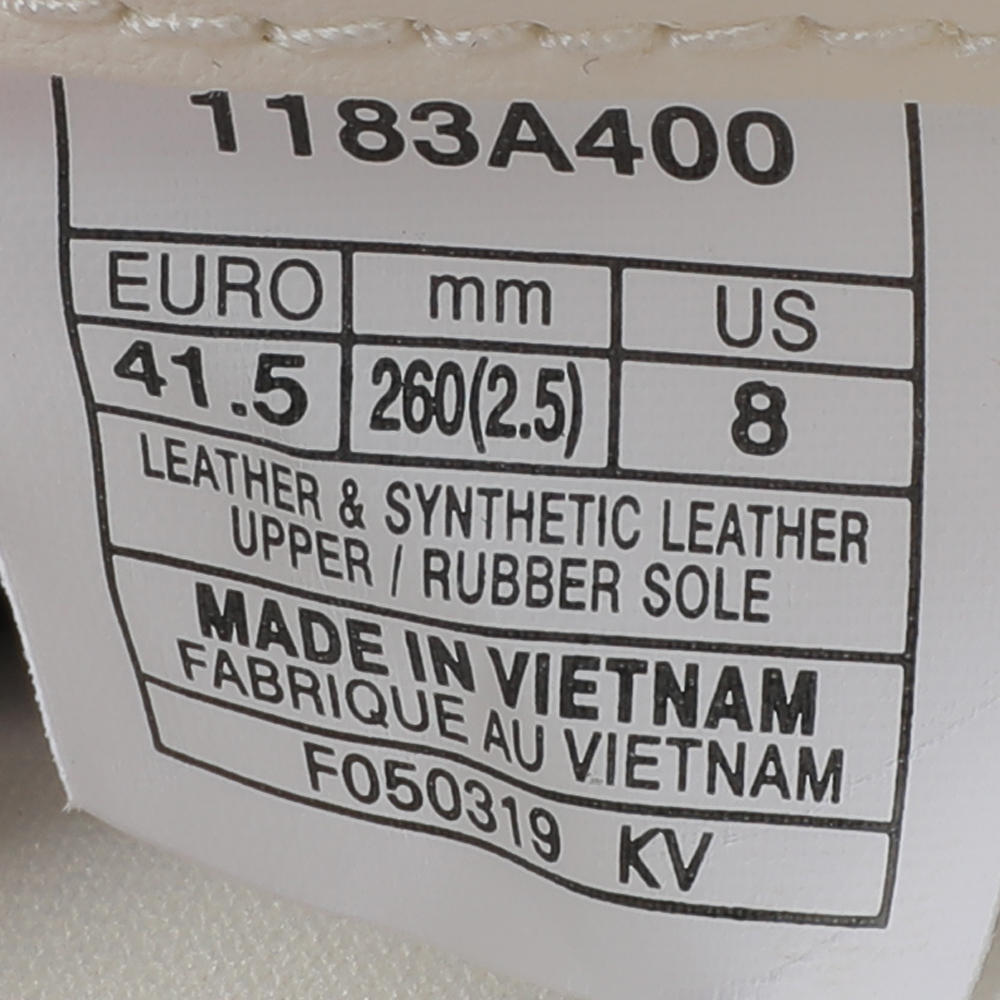 1183A400
EURO mm US
41.5 260(2.5) 8
LEATHER & SYNTHETIC LEATHER
UPPER / RUBBER SOLE
MADE IN VIETNAM
FABRIQUE AU VIETNAM
FO50319 KV